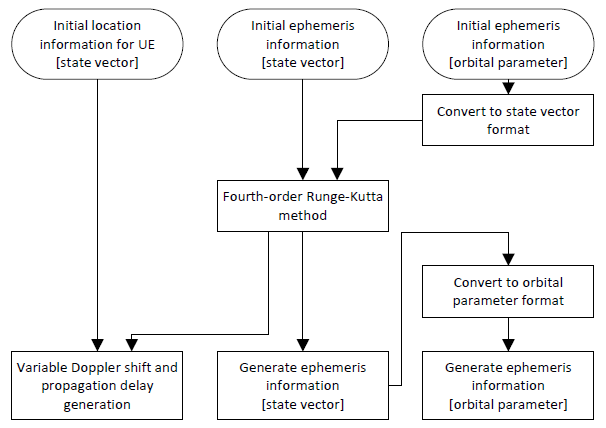 Initial location
information for UE
[state vector]
Initial ephemeris
information
[state vector]
Initial ephemeris
information
[orbital parameter]
Convert to state vector
format
Fourth-order Runge-Kutta
method
Convert to orbital
parameter format
Variable Doppler shift and
propagation delay
generation
Generate ephemeris
information
[state vector]
Generate ephemeris
information
[orbital parameter]